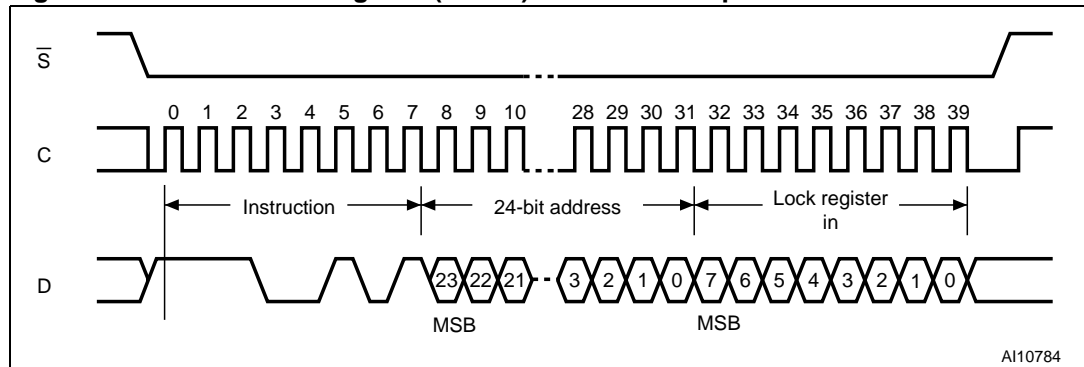 S
0 1 2 3 4 5 6 7 8 9 10 28 29 30 31 32 33 34 35 36 37 38 39
C
Instruction 24-bit address Lock register
in
D 23 22 21 3 2 1 0 7 6 5 4 3 2 1 0
MSB MSB
AI10784